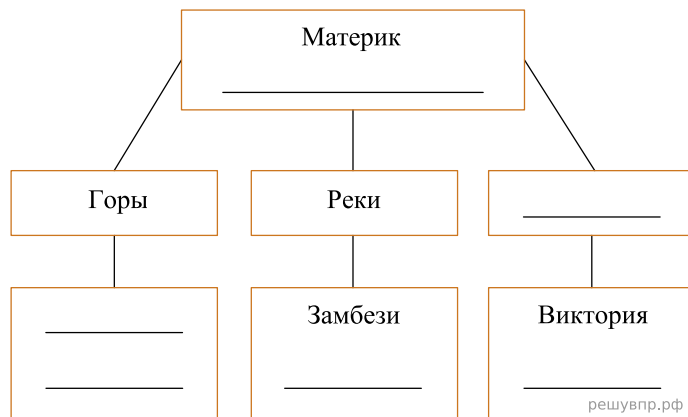 Материк
Горы
Реки
Замбези
Виктория
решувпр.рф